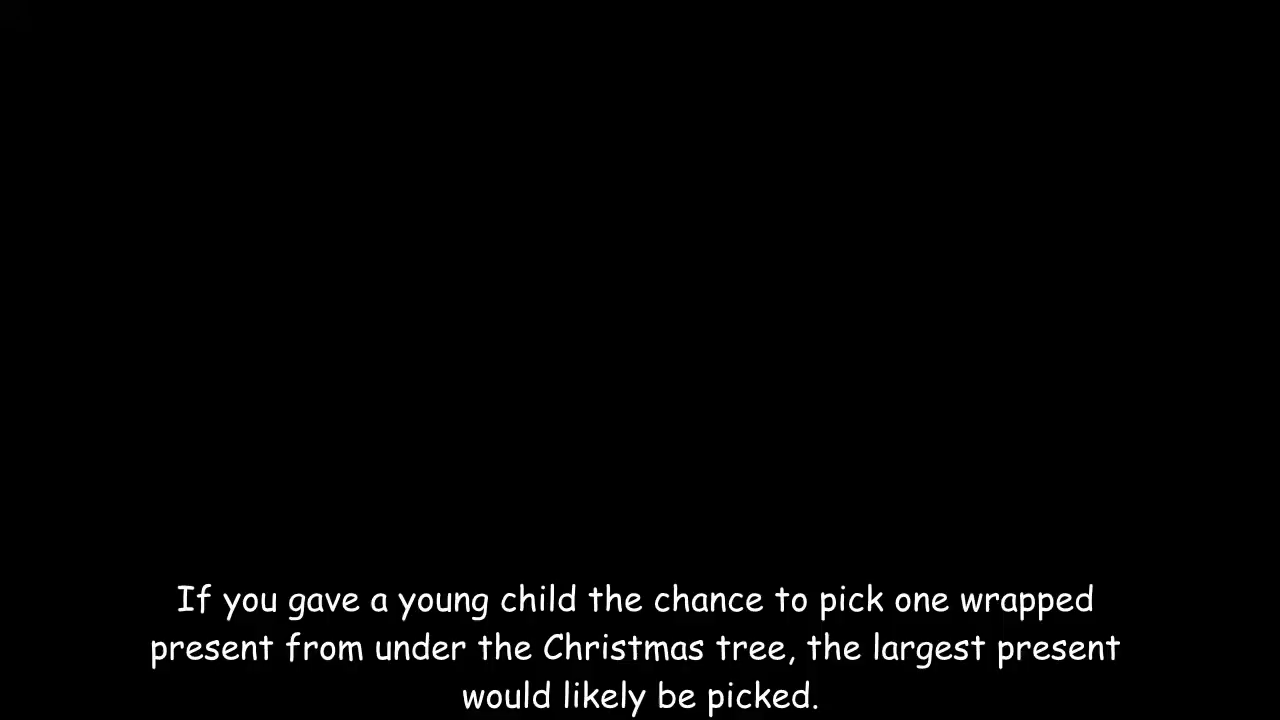 If you gave a young child the chance to pick one wrapped
present from under the Christmas tree, the largest present
would likely be picked.